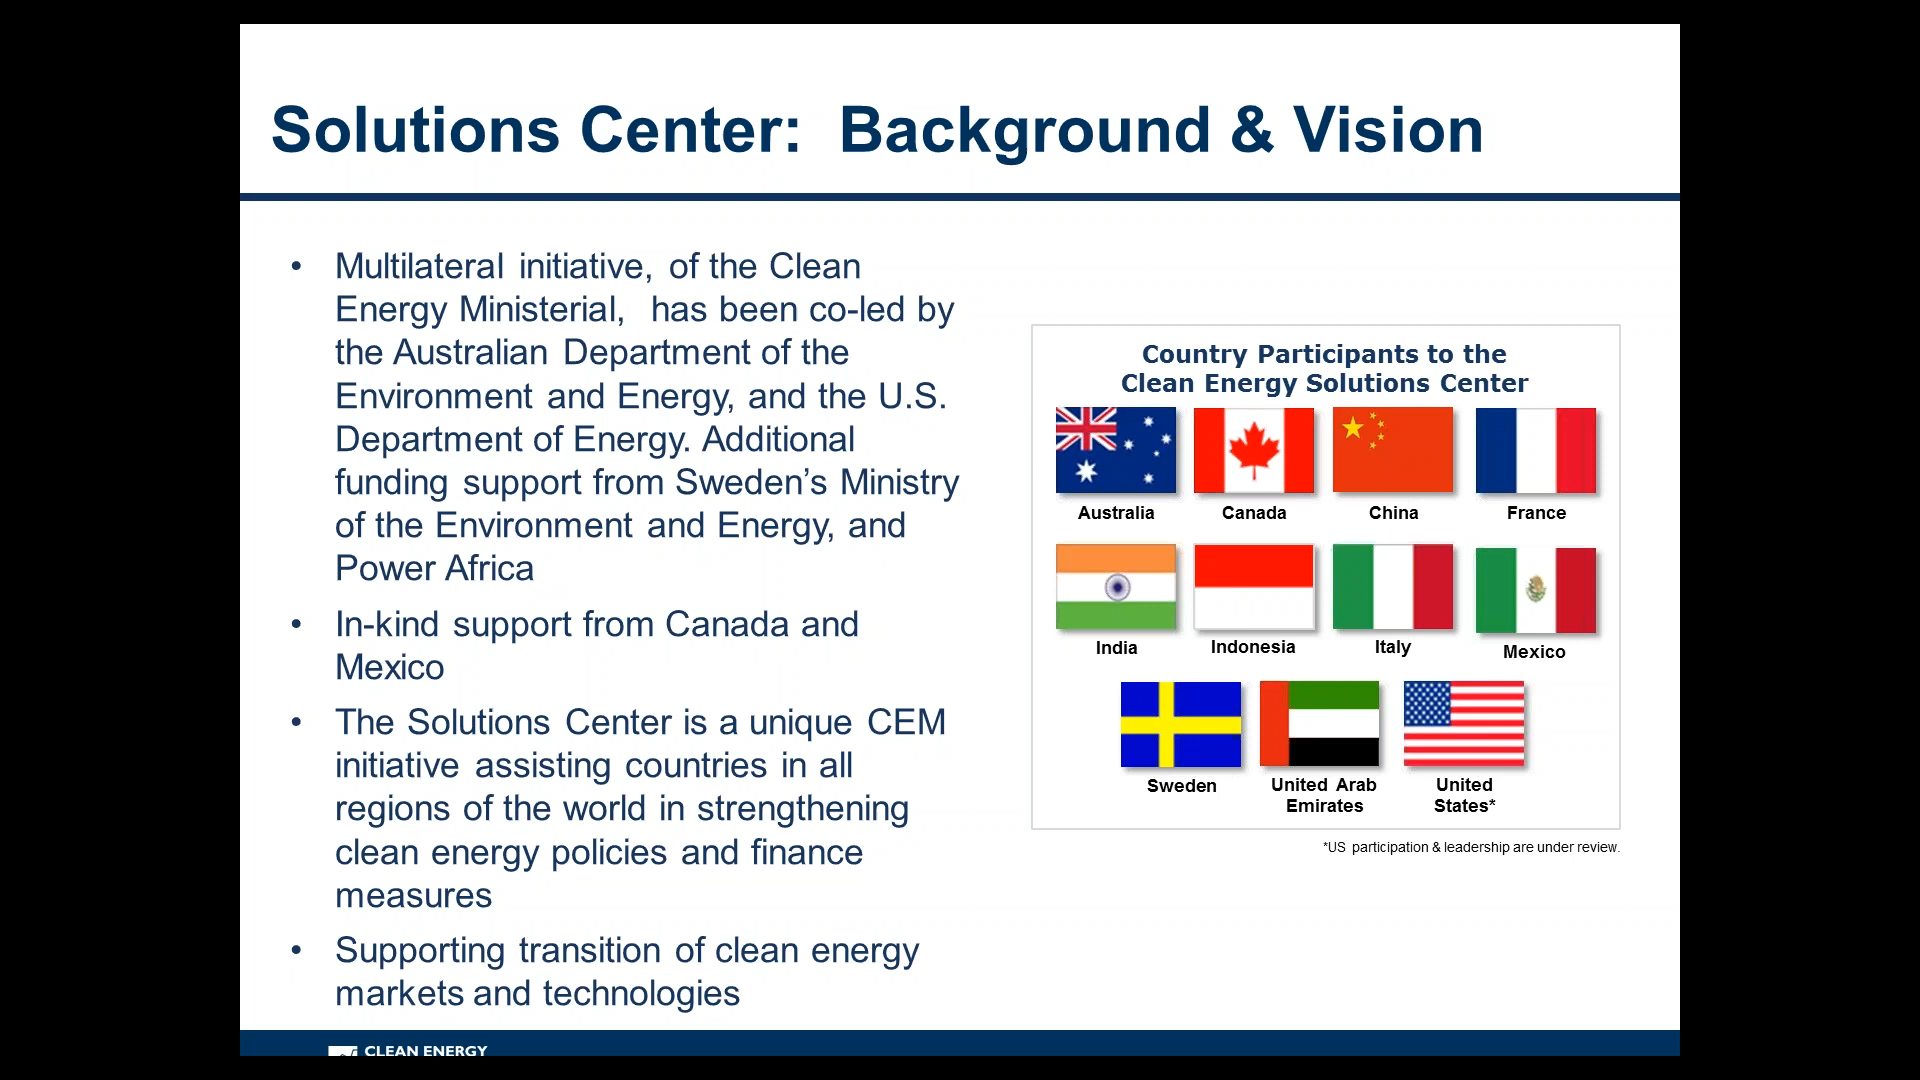 Solutions Center:  Background & Vision
• Multilateral initiative, of the Clean
Energy Ministerial,  has been co-led by
the Australian Department of the
Environment and Energy, and the U.S.
Department of Energy. Additional
funding support from Sweden’s Ministry
of the Environment and Energy, and
Power Africa
• In-kind support from Canada and
Mexico
• The Solutions Center is a unique CEM
initiative assisting countries in all
regions of the world in strengthening
clean energy policies and finance
measures
• Supporting transition of clean energy
markets and technologies
Country Participants to the
Clean Energy Solutions Center
Australia
Canada
China
France
India
Indonesia
Italy
Mexico
Sweden
United Arab
Emirates
United
States*
*US participation & leadership are under review.
CLEAN ENERGY